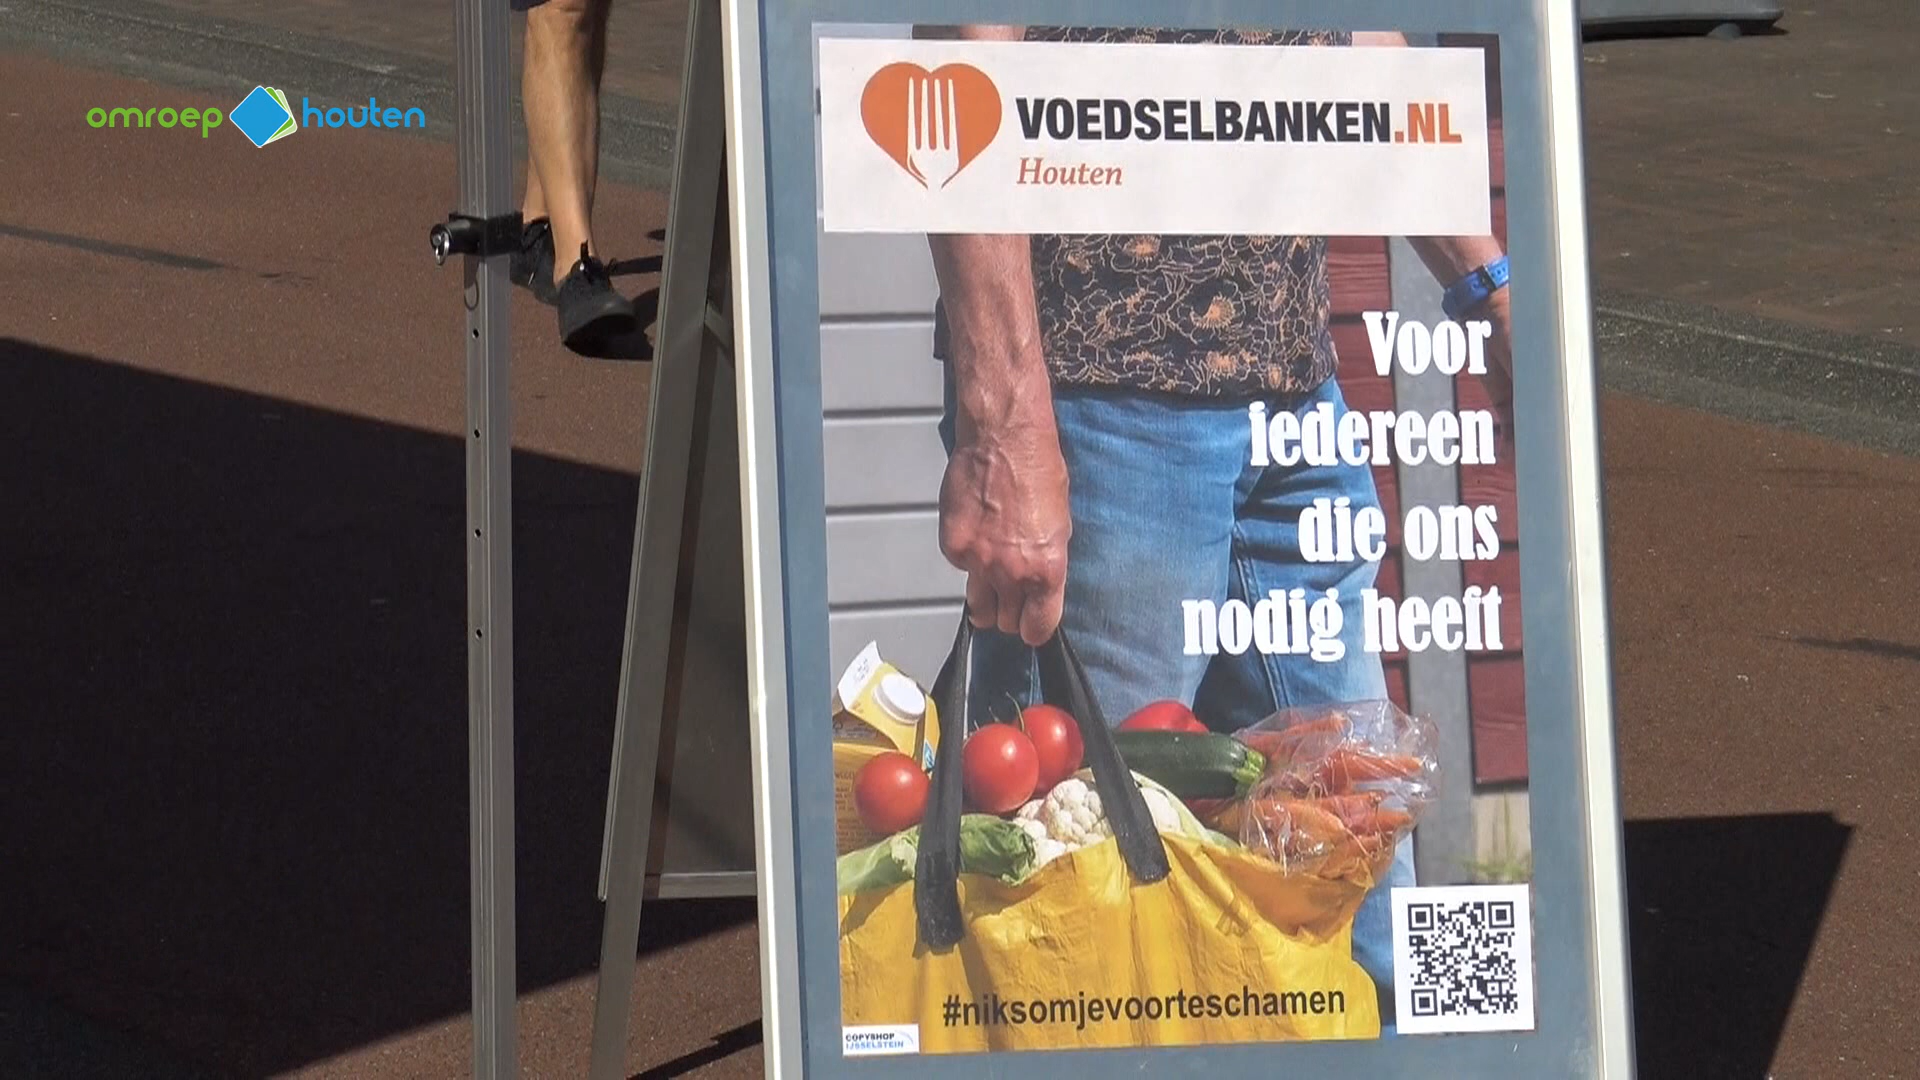 omroep houten
VOEDSELBANKEN.NL
Houten
Voor
iedereen
die ons
nodig heeft
#niksomjevoorteschamen
COPYSHOP
IJSSELSTEIN